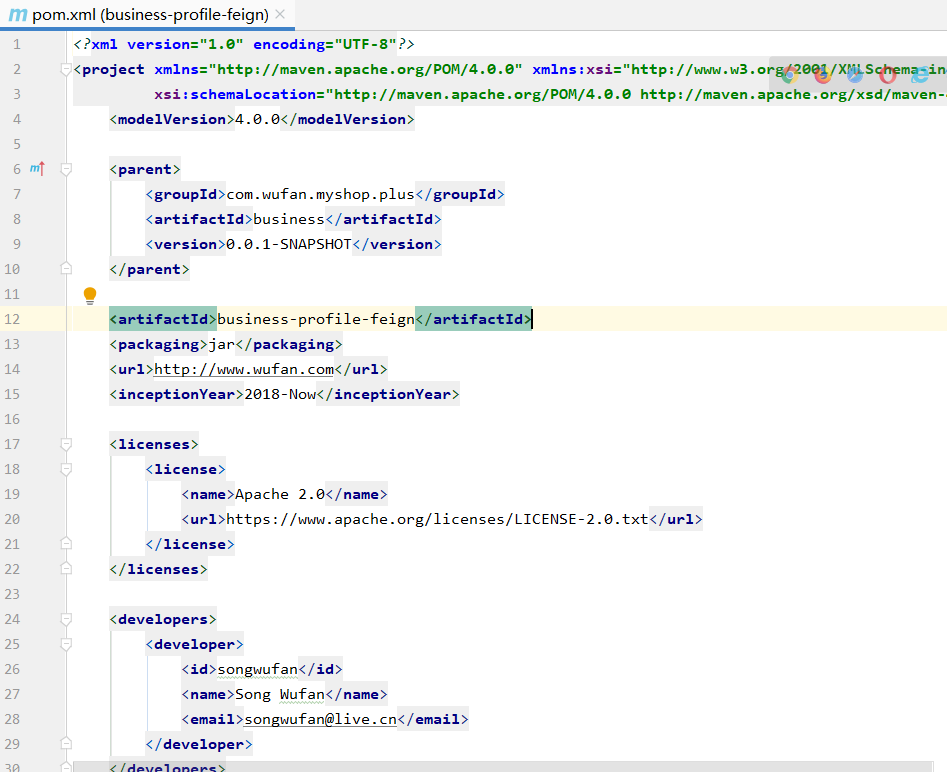 m pom.xml (business-profile-feign) ×
1 <?xml version="1.0" encoding="UTF-8"?>
2 <project xmlns="http://maven.apache.org/POM/4.0.0" xmlns:xsi="http://www.w3.org/2001/XMLSchema-in
3 xsi:schemaLocation="http://maven.apache.org/POM/4.0.0 http://maven.apache.org/xsd/maven-
4 <modelVersion>4.0.0</modelVersion>
5
6 m <parent>
7 <groupId>com.wufan.myshop.plus</groupId>
8 <artifactId>business</artifactId>
9 <version>0.0.1-SNAPSHOT</version>
10 </parent>
11
12 <artifactId>business-profile-feign</artifactId>
13 <packaging>jar</packaging>
14 <url>http://www.wufan.com</url>
15 <inceptionYear>2018-Now</inceptionYear>
16
17 <licenses>
18 <license>
19 <name>Apache 2.0</name>
20 <url>https://www.apache.org/licenses/LICENSE-2.0.txt</url>
21 </license>
22 </licenses>
23
24 <developers>
25 <developer>
26 <id>songwufan</id>
27 <name>Song Wufan</name>
28 <email>songwufan@live.cn</email>
29 </developer>
30 </developers>